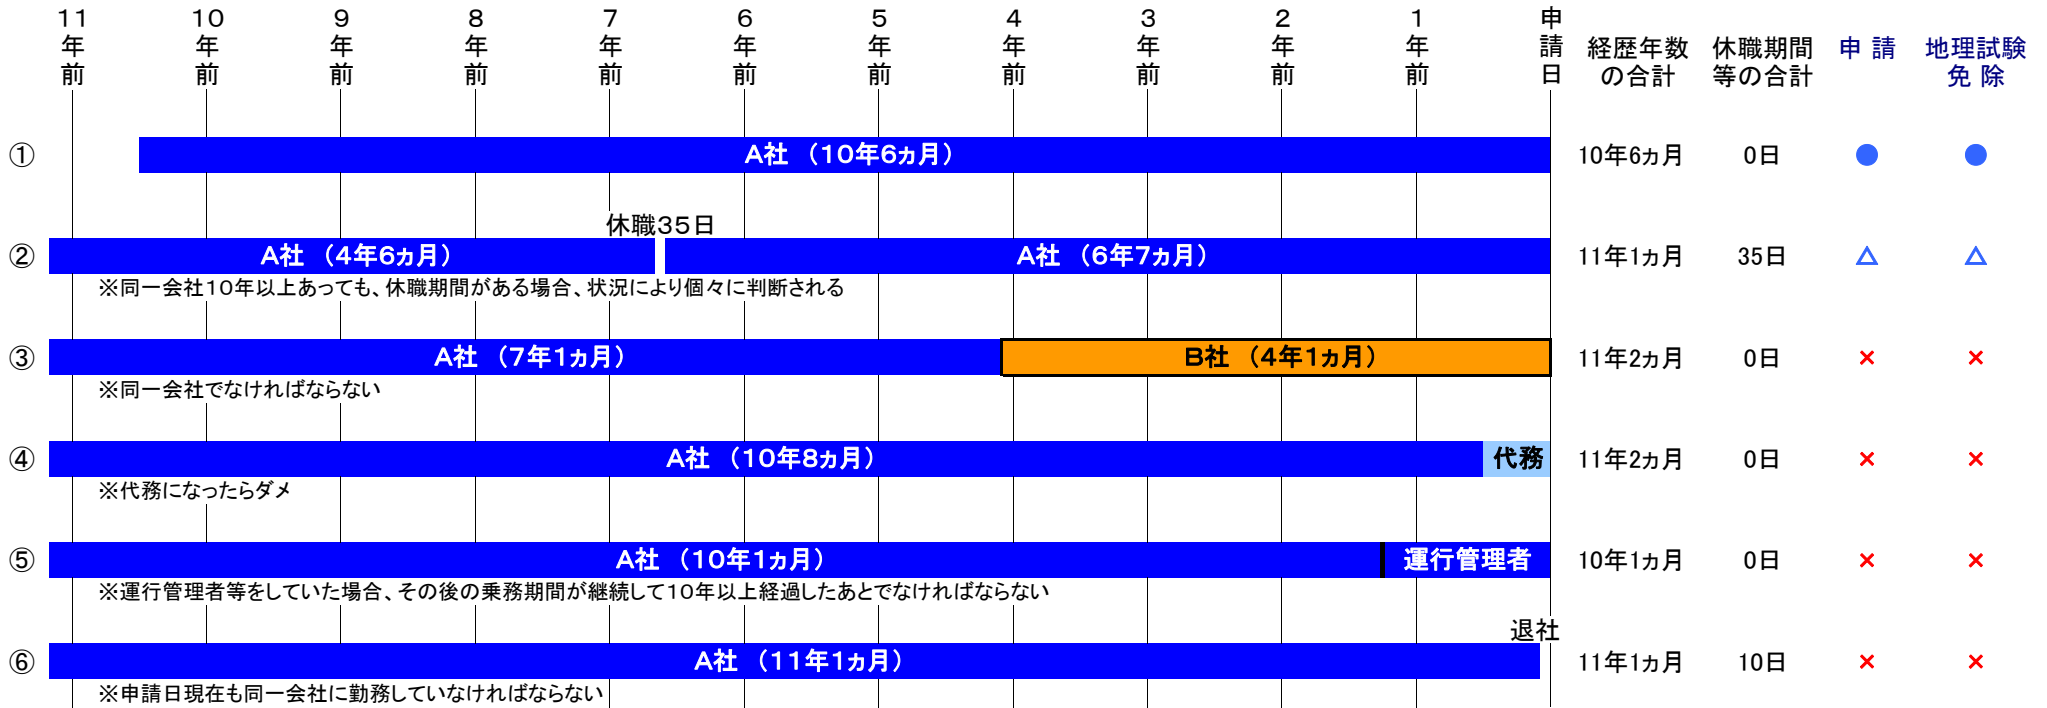 11年前 10年前 9年前 8年前 7年前 6年前 5年前 4年前 3年前 2年前 1年前 申請日
経歴年数の合計 休職期間等の合計 申請 地理試験免除
① A社 （10年6ヵ月） 10年6ヵ月 0日 ● ●
休職35日
② A社 （4年6ヵ月） A社 （6年7ヵ月） 11年1ヵ月 35日 △ △
※同一会社10年以上あっても、休職期間がある場合、状況により個々に判断される
③ A社 （7年1ヵ月） B社 （4年1ヵ月） 11年2ヵ月 0日 × ×
※同一会社でなければならない
④ A社 （10年8ヵ月） 代務 11年2ヵ月 0日 × ×
※代務になったらダメ
⑤ A社 （10年1ヵ月） 運行管理者 10年1ヵ月 0日 × ×
※運行管理者等をしていた場合、その後の乗務期間が継続して10年以上経過したあとでなければならない
退社
⑥ A社 （11年1ヵ月） 11年1ヵ月 10日 × ×
※申請日現在も同一会社に勤務していなければならない